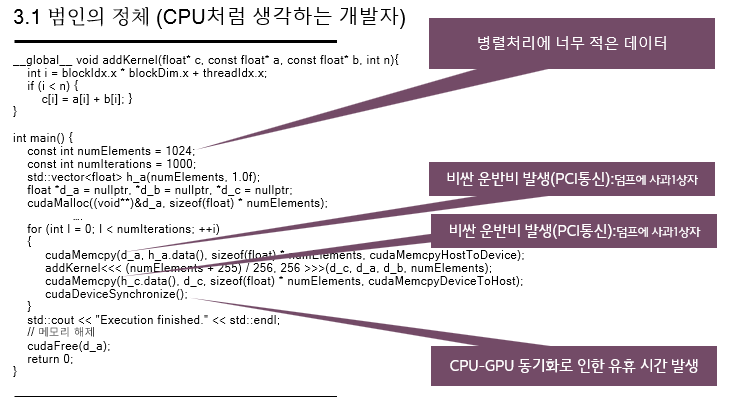 3.1 범인의 정체 (CPU처럼 생각하는 개발자)
병렬처리에 너무 적은 데이터
__global__ void addKernel(float* c, const float* a, const float* b, int n){
int i = blockIdx.x * blockDim.x + threadIdx.x;
if (i < n) {
c[i] = a[i] + b[i]; }
}
int main() {
const int numElements = 1024;
const int numIterations = 1000;
std::vector<float> h_a(numElements, 1.0f);
float *d_a = nullptr, *d_b = nullptr, *d_c = nullptr;
cudaMalloc((void**)&d_a, sizeof(float) * numElements);
....
for (int I = 0; I < numIterations; ++i)
{
cudaMemcpy(d_a, h_a.data(), sizeof(float) * numElements, cudaMemcpyHostToDevice);
addKernel<<< (numElements + 255) / 256, 256 >>>(d_c, d_a, d_b, numElements);
cudaMemcpy(h_c.data(), d_c, sizeof(float) * numElements, cudaMemcpyDeviceToHost);
cudaDeviceSynchronize();
}
std::cout << "Execution finished." << std::endl;
// 메모리 해제
cudaFree(d_a);
return 0;
}
비싼 운반비 발생(PCI통신):덤프에 사과1상자
비싼 운반비 발생(PCI통신):덤프에 사과1상자
CPU-GPU 동기화로 인한 유휴 시간 발생